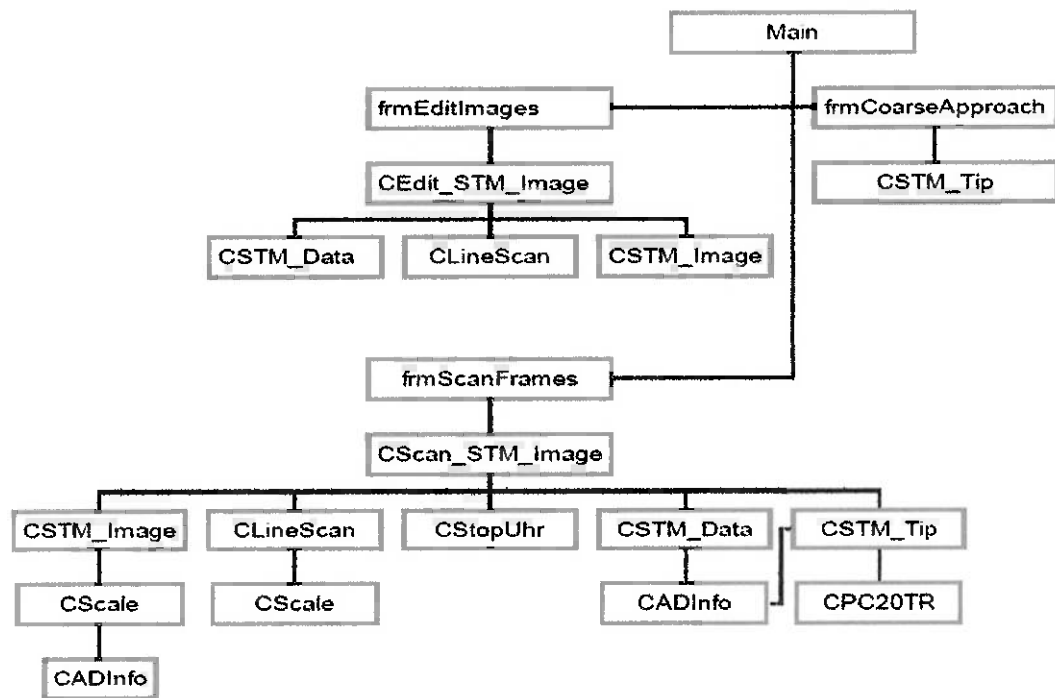 Main
frmEditImages
frmCoarseApproach
CEdit_STM_Image
CSTM_Tip
CSTM_Data
CLineScan
CSTM_Image
frmScanFrames
CScan_STM_Image
CSTM_Image
CLineScan
CStopUhr
CSTM_Data
CSTM_Tip
CScale
CScale
CADInfo
CPC20TR
CADInfo